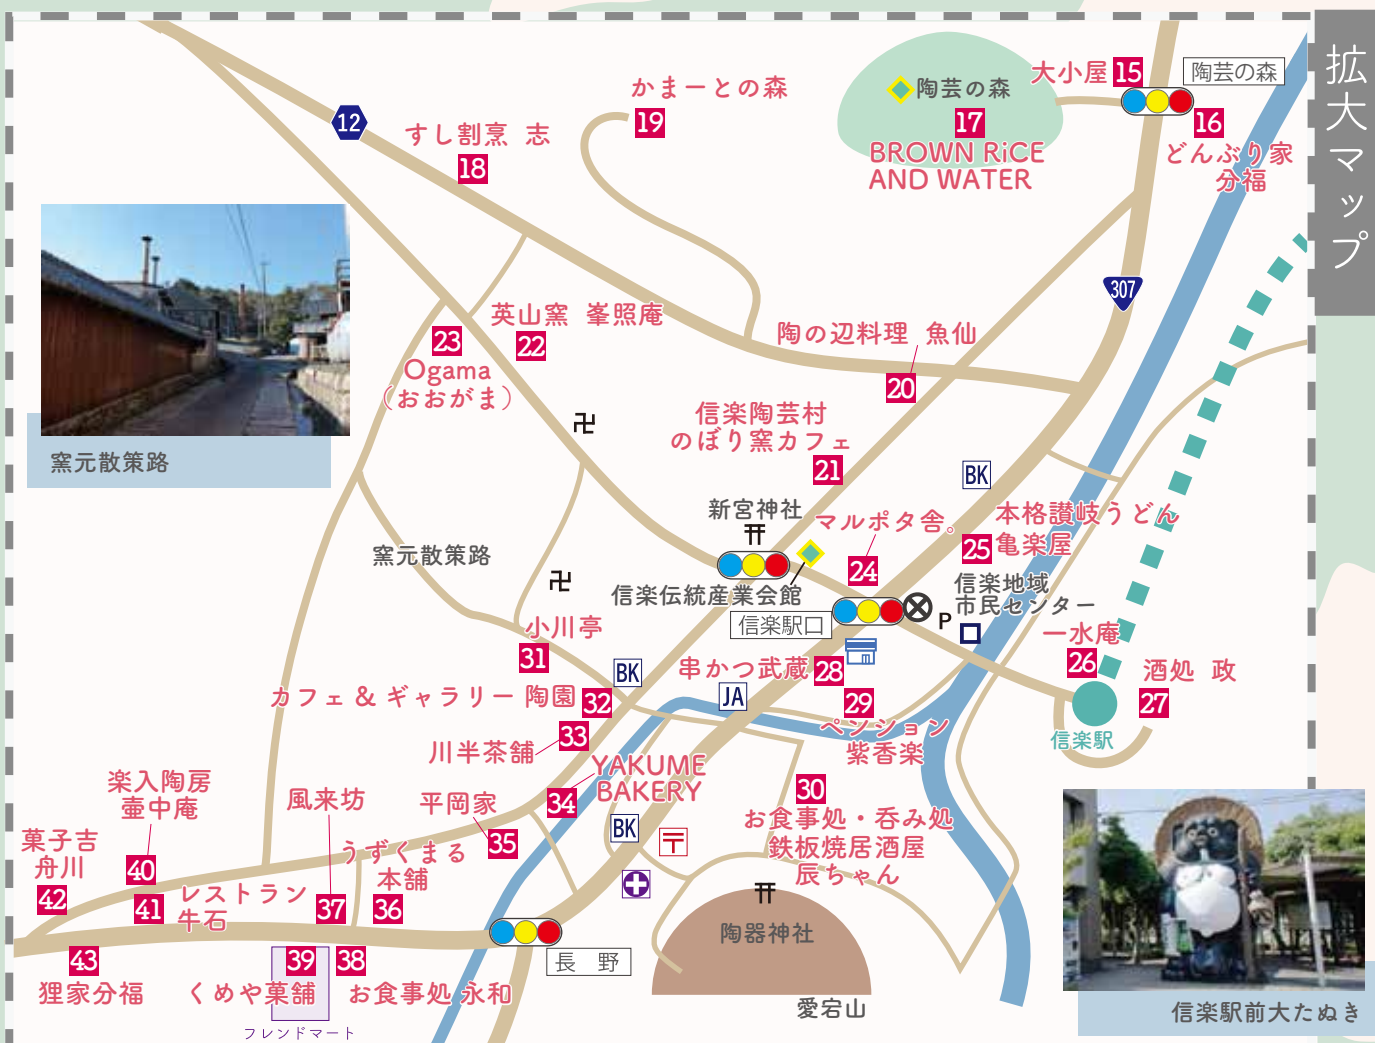 拡大マップ
陶芸の森
大小屋 15
陶芸の森
12
かまーとの森
19
すし割烹 志
18
17
BROWN RiCE
AND WATER
16
どんぶり家
分福
307
英山窯 峯照庵
22
23
Ogama
(おおがま)
陶の辺料理 魚仙
20
信楽陶芸村
のぼり窯カフェ
21
窯元散策路
BK
新宮神社
マルポタ舎。
24
本格讃岐うどん
25 亀楽屋
窯元散策路
信楽伝統産業会館
信楽駅口
信楽地域
市民センター
P
一水庵
26
酒処 政
27
信楽駅
小川亭
31
BK
串かつ武蔵 28
JA
29
ペンション
紫香楽
カフェ & ギャラリー 陶園 32
川半茶舗 33
YAKUME
BAKERY
34
30
お食事処・呑み処
鉄板焼居酒屋
辰ちゃん
楽入陶房
壷中庵
40
風来坊
37
平岡家
35
BK
〒
うずくまる
本舗
36
菓子吉
舟川
42
41
レストラン
牛石
陶器神社
愛宕山
長 野
43
狸家分福
39
くめや菓舗
38
お食事処 永和
フレンドマート
信楽駅前大たぬき